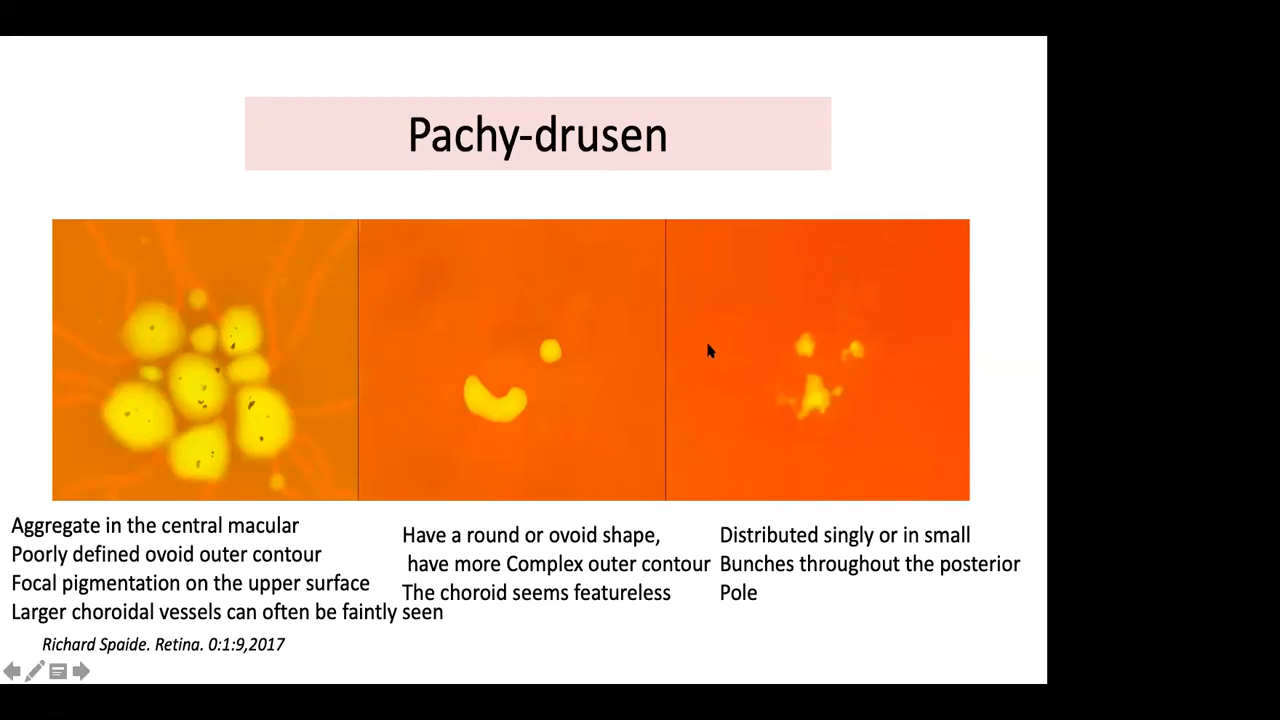 Pachy-drusen
Aggregate in the central macular
Poorly defined ovoid outer contour
Focal pigmentation on the upper surface
Larger choroidal vessels can often be faintly seen
Have a round or ovoid shape,
have more Complex outer contour
The choroid seems featureless
Distributed singly or in small
Bunches throughout the posterior
Pole
Richard Spaide. Retina. 0:1:9,2017